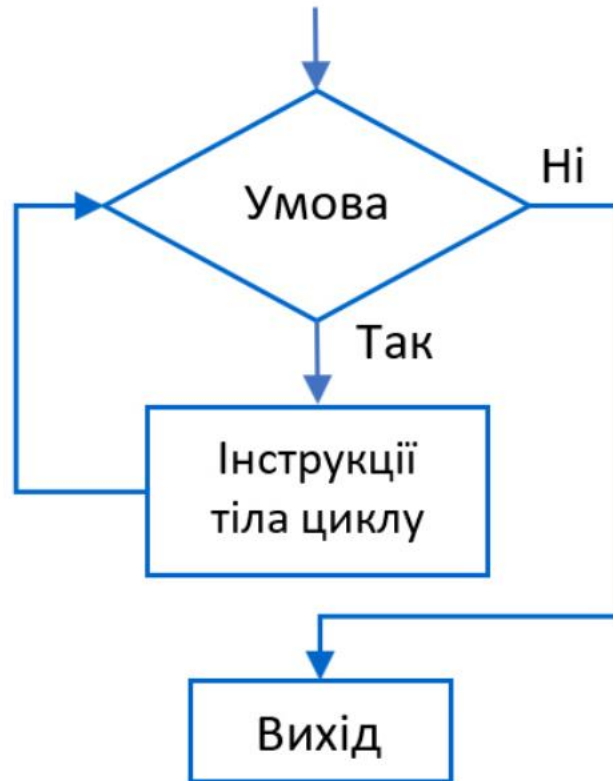 Умова
Ні
Так
Інструкції
тіла циклу
Вихід